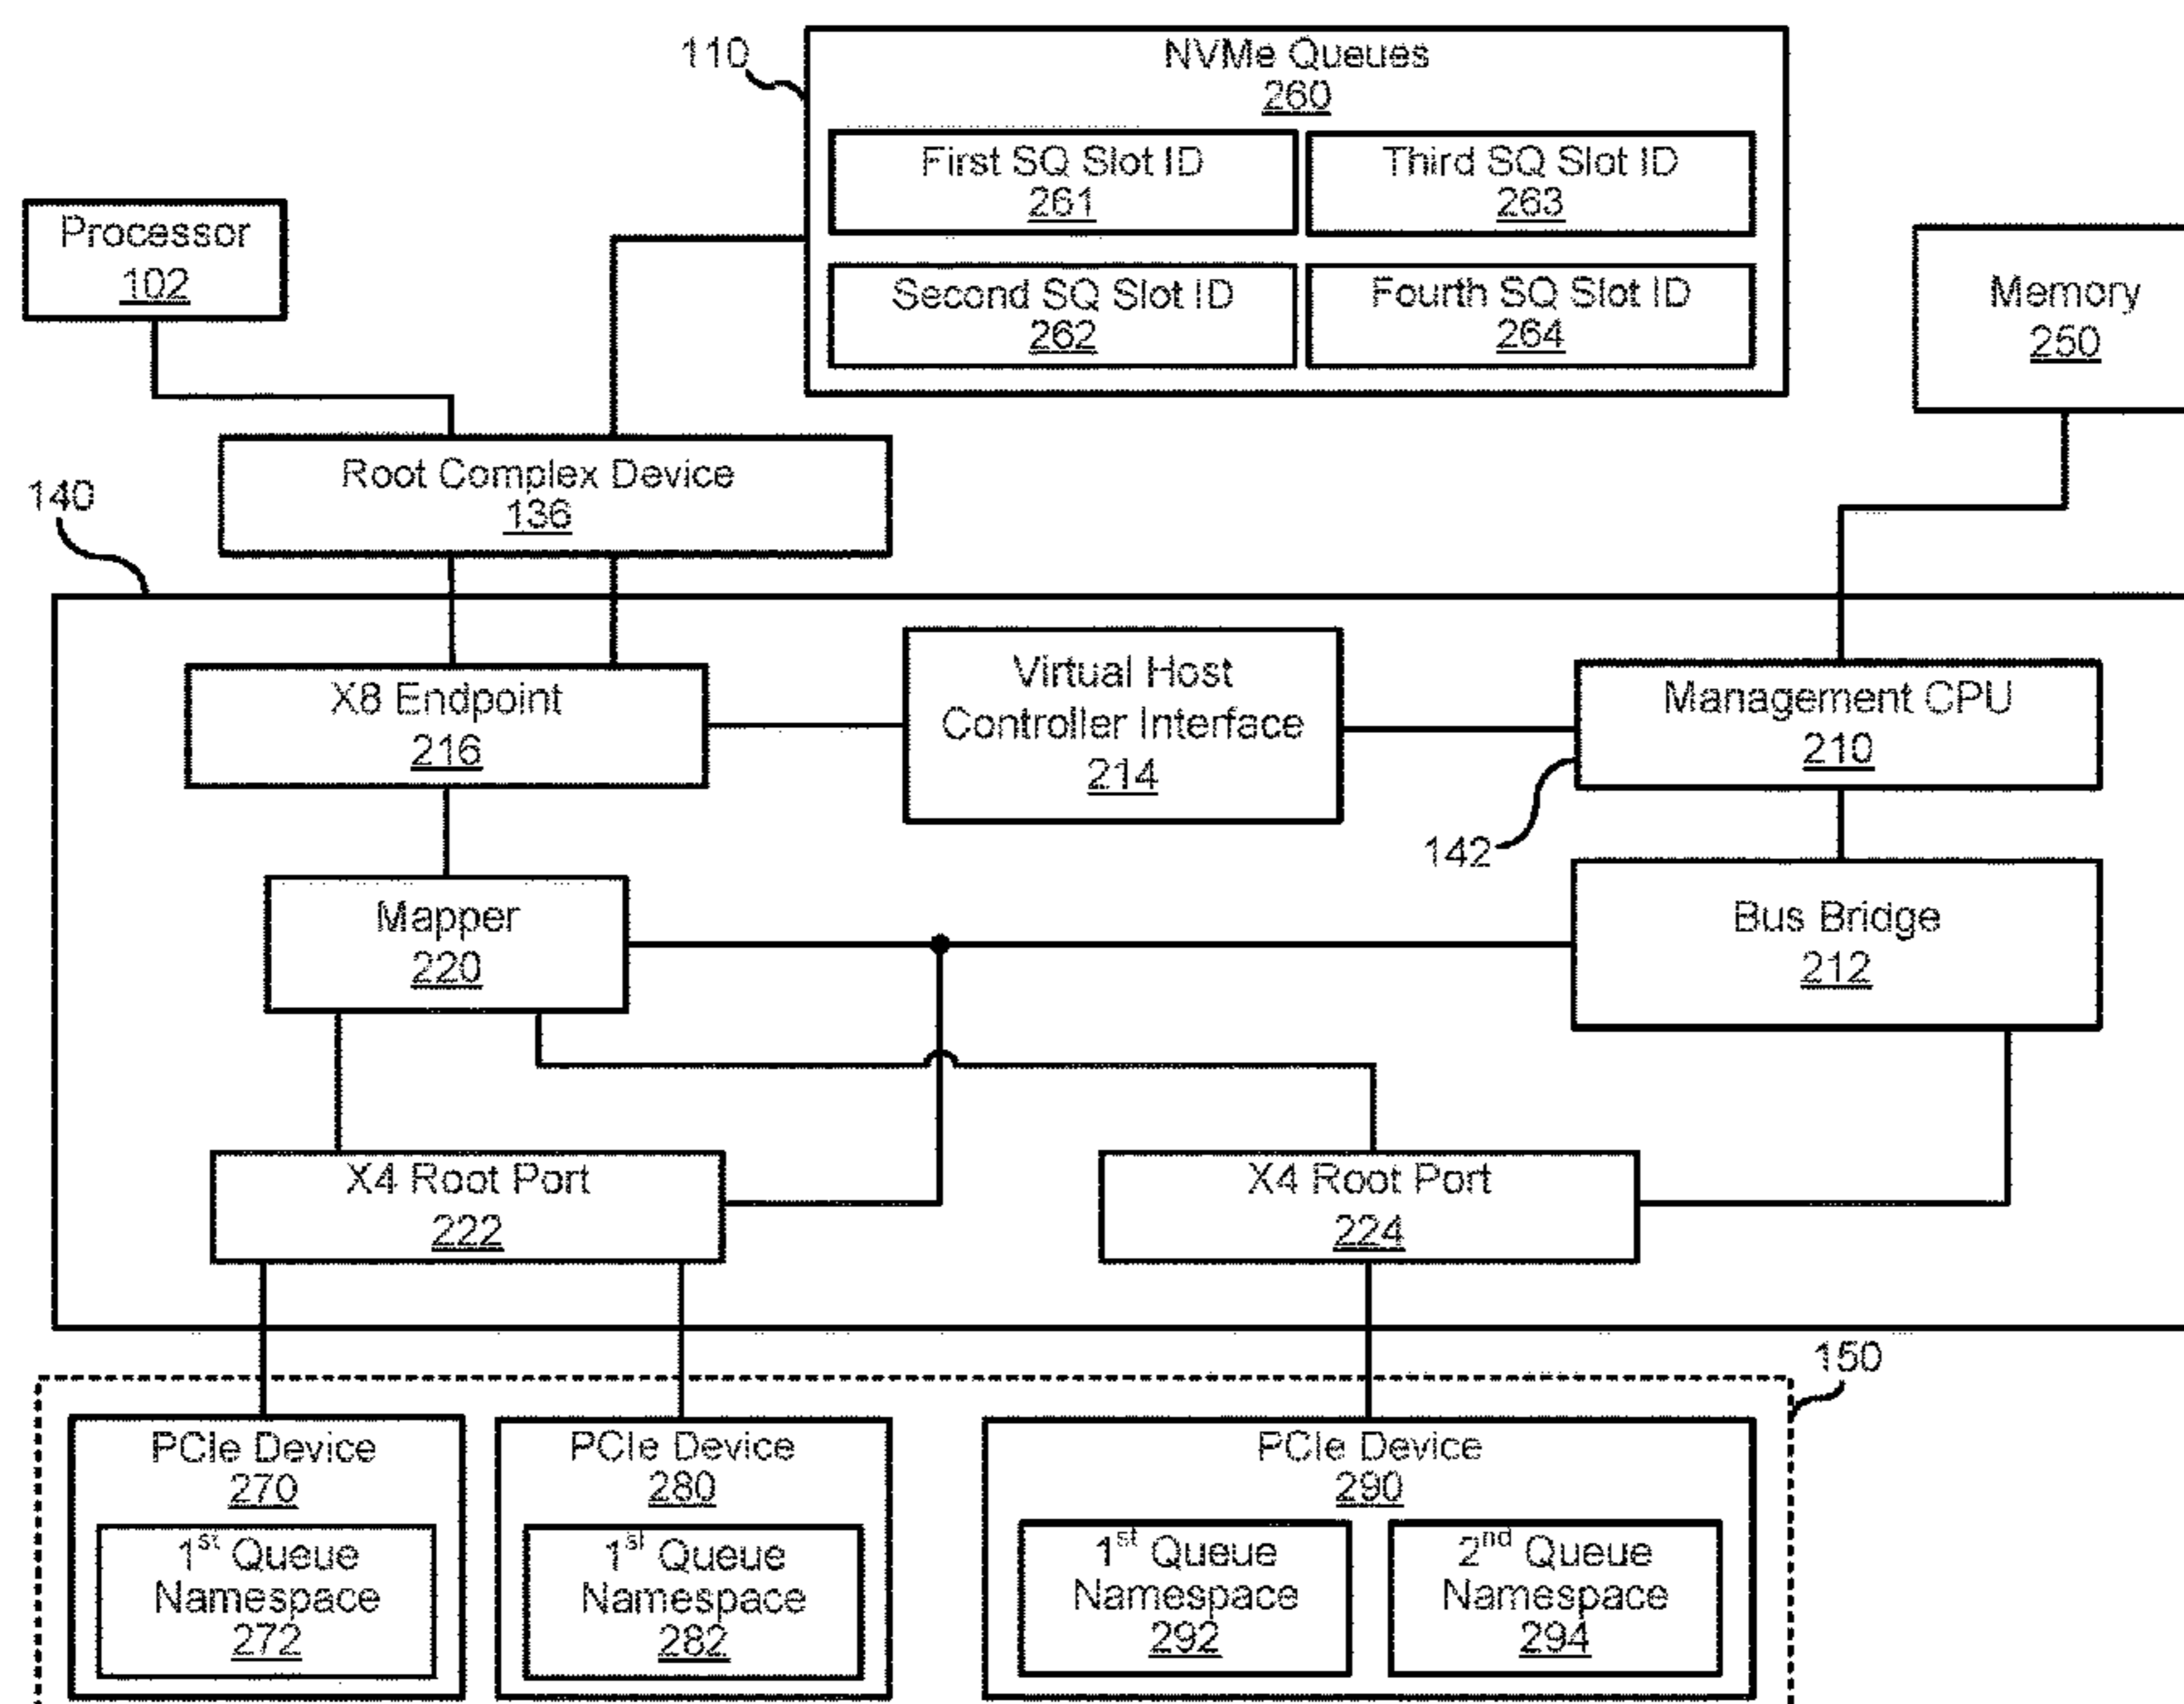 110
NVMe Queues
260
First SQ Slot ID
261
Third SQ Slot ID
263
Second SQ Slot ID
262
Fourth SQ Slot ID
264
Processor
102
Memory
250
Root Complex Device
136
140
X8 Endpoint
216
Virtual Host
Controller Interface
214
Management CPU
210
142
Mapper
220
Bus Bridge
212
X4 Root Port
222
X4 Root Port
224
150
PCIe Device
270
1st Queue
Namespace
272
PCIe Device
280
1st Queue
Namespace
282
PCIe Device
290
1st Queue
Namespace
292
2nd Queue
Namespace
294